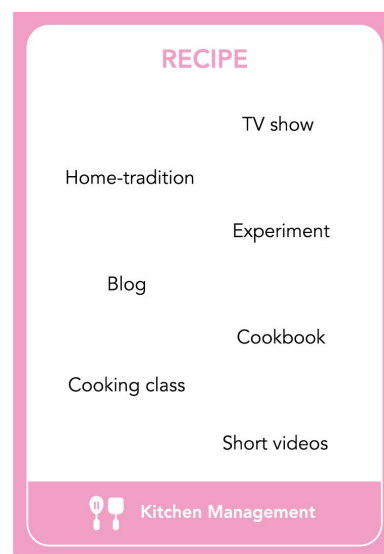 RECIPE
TV show
Home-tradition
Experiment
Blog
Cookbook
Cooking class
Short videos
Kitchen Management